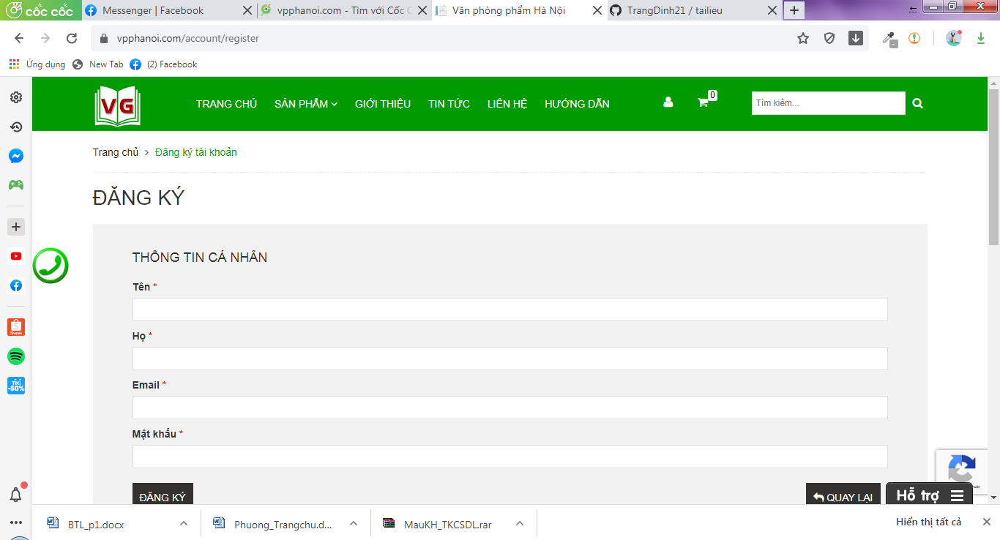 cốc cốc
Messenger | Facebook
vpphanoi.com - Tìm với Cốc C
Văn phòng phẩm Hà Nội
TrangDinh21 / tailieu
vpphanoi.com/account/register
Ứng dụng
New Tab
(2) Facebook
VG
TRANG CHỦ
SẢN PHẨM
GIỚI THIỆU
TIN TỨC
LIÊN HỆ
HƯỚNG DẪN
0
Tìm kiếm...
Trang chủ > Đăng ký tài khoản
ĐĂNG KÝ
THÔNG TIN CÁ NHÂN
Tên *
Họ *
Email *
Mật khẩu *
Shopee
TIKI
-50%
ĐĂNG KÝ
QUAY LẠI
Hỗ trợ
BTL_p1.docx
Phuong_Trangchu.d...
MauKH_TKCSDL.rar
Hiển thị tất cả